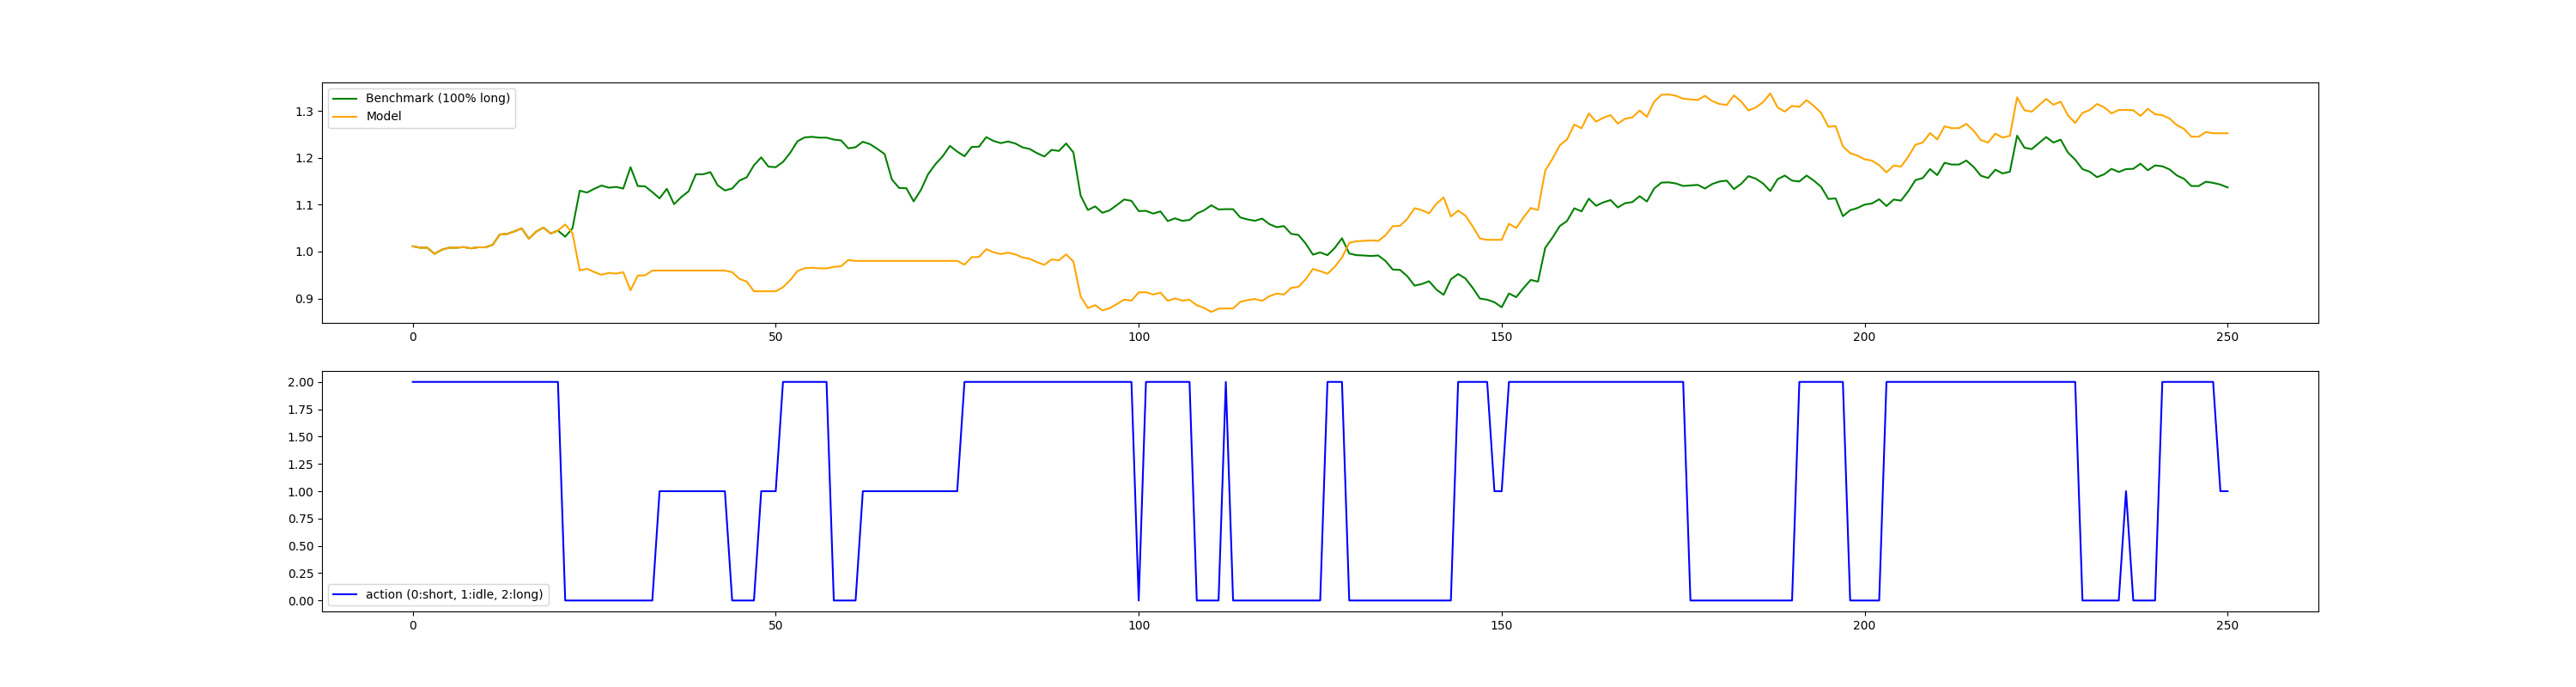 Benchmark (100% long)
Model
1.3
1.2
1.1
1.0
0.9
0 50 100 150 200 250
2.00
1.75
1.50
1.25
1.00
0.75
0.50
0.25
0.00
action (0:short, 1:idle, 2:long)
0 50 100 150 200 250